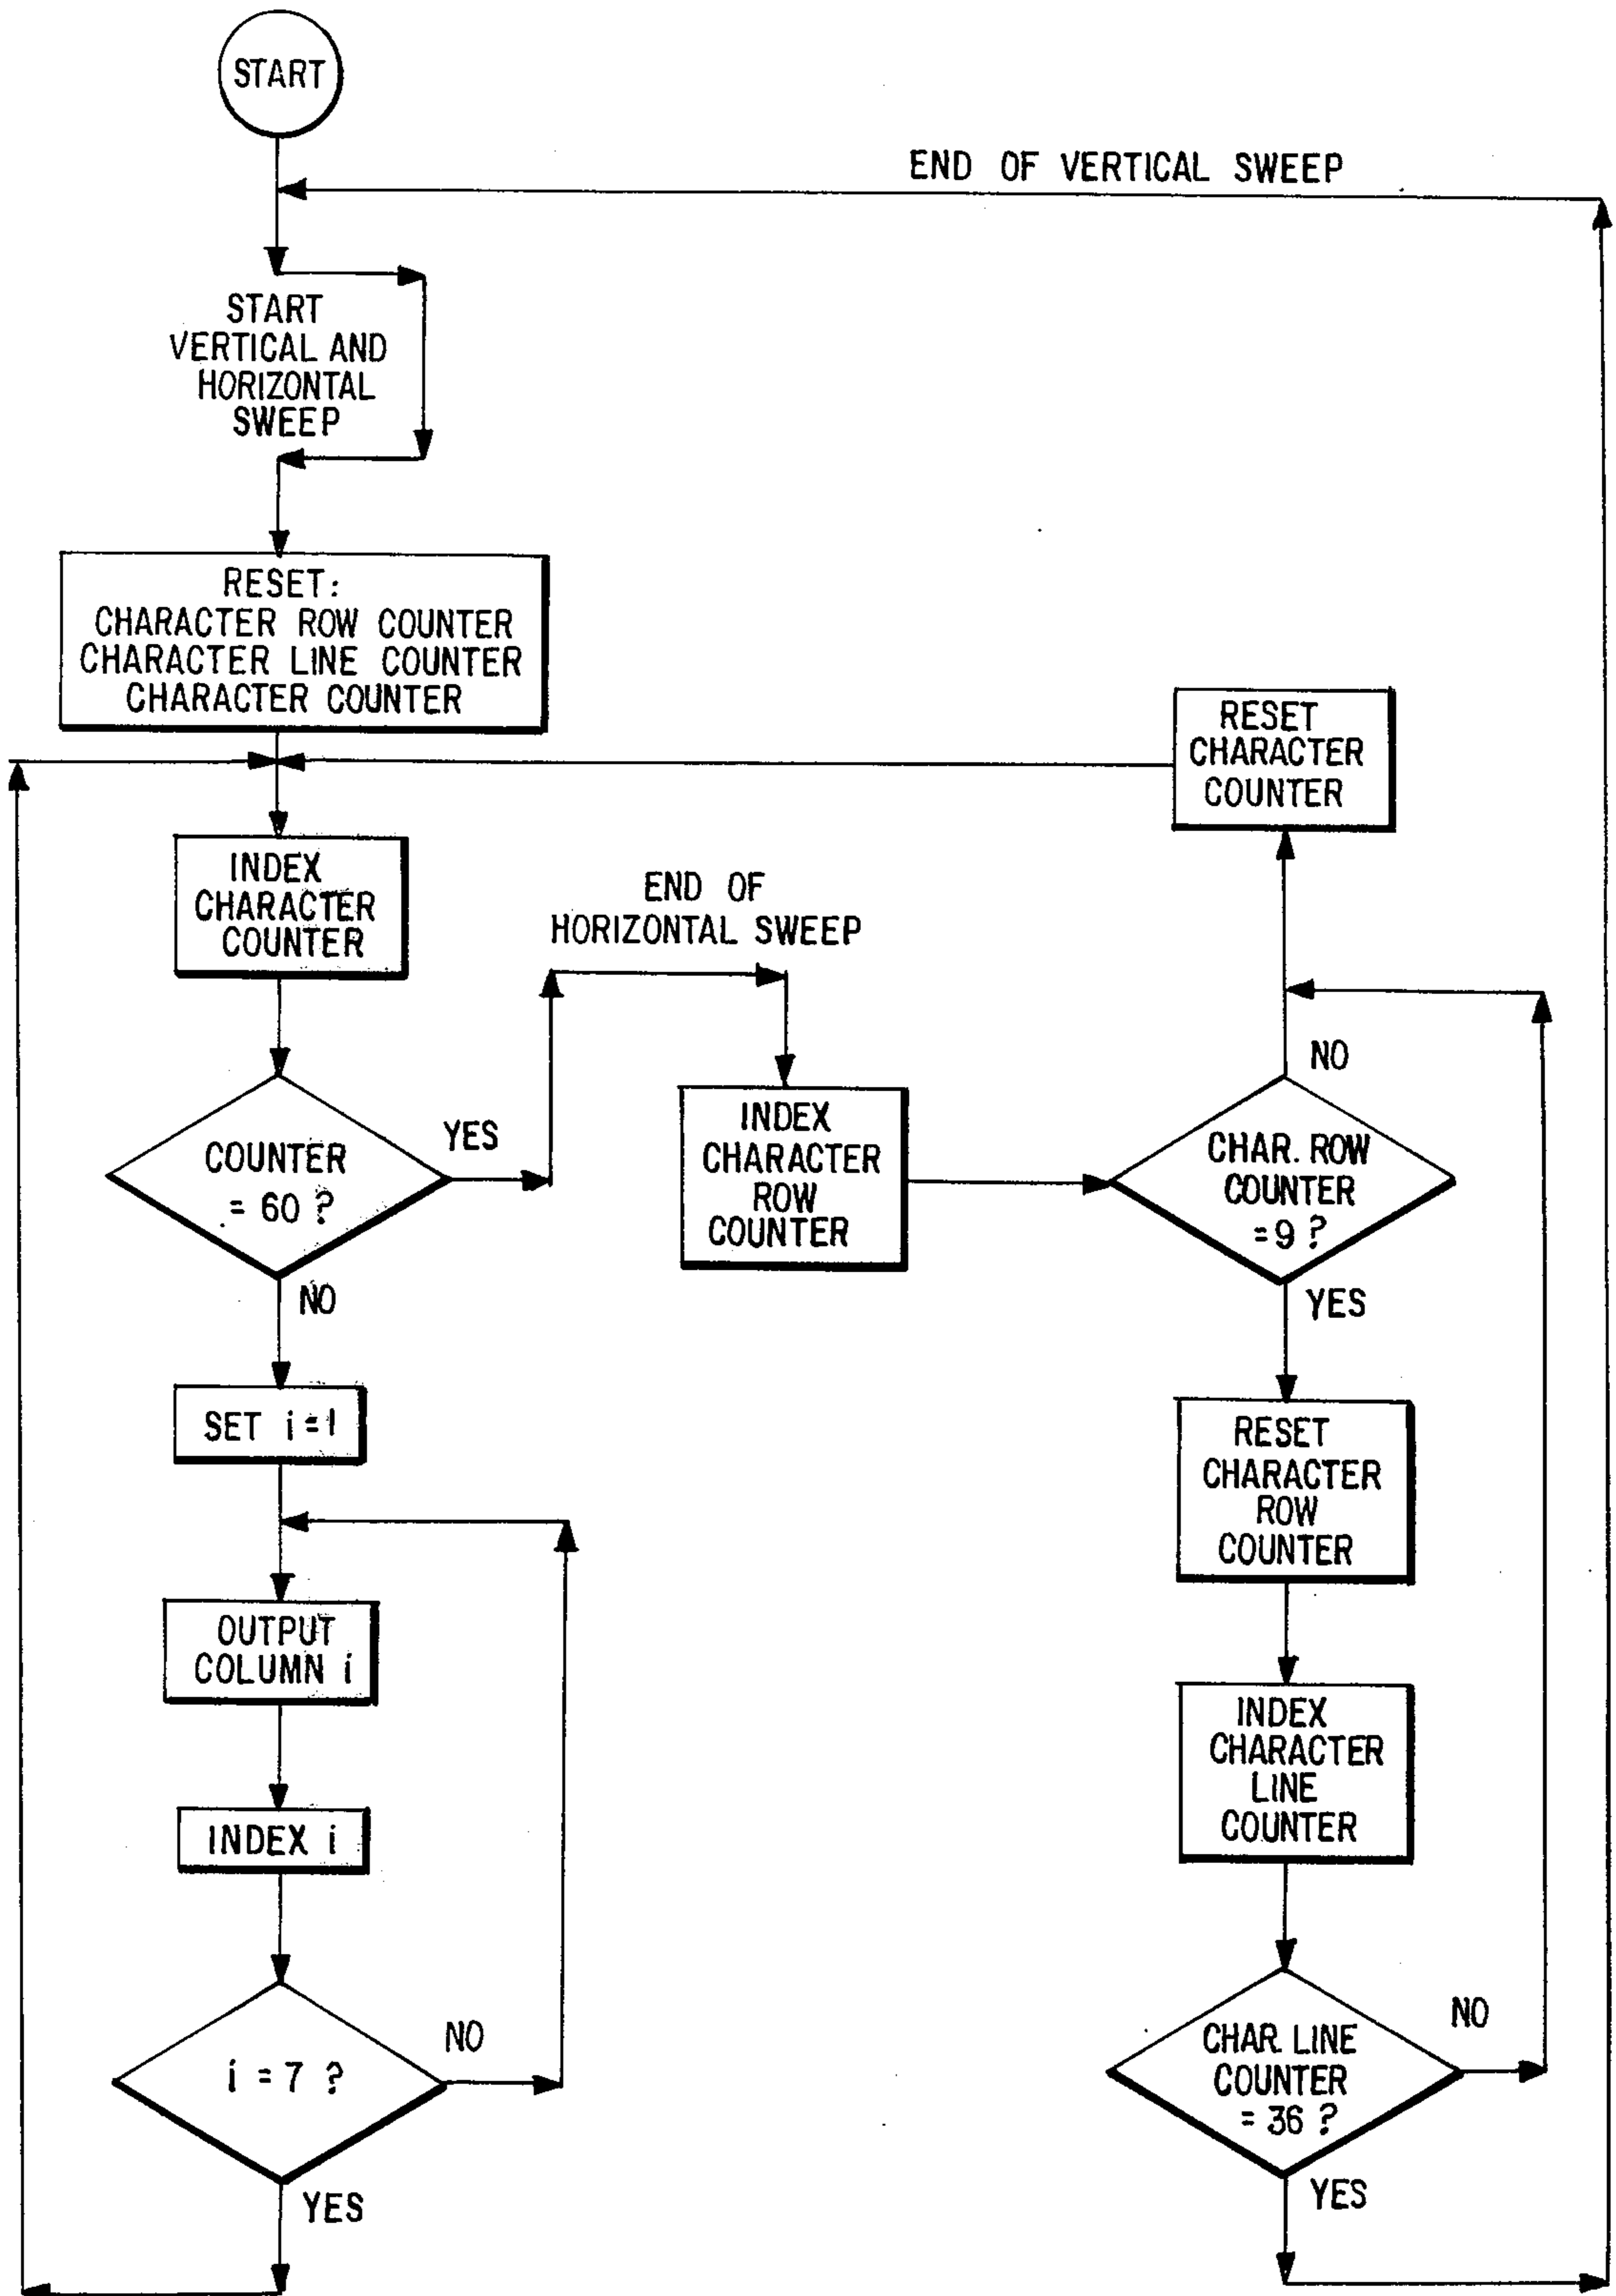 START
END OF VERTICAL SWEEP
START
VERTICAL AND
HORIZONTAL
SWEEP
RESET:
CHARACTER ROW COUNTER
CHARACTER LINE COUNTER
CHARACTER COUNTER
RESET
CHARACTER
COUNTER
INDEX
CHARACTER
COUNTER
END OF
HORIZONTAL SWEEP
COUNTER
= 60 ?
YES
NO
INDEX
CHARACTER
ROW
COUNTER
CHAR. ROW
COUNTER
= 9 ?
NO
YES
SET i = 1
OUTPUT
COLUMN i
INDEX i
i = 7 ?
NO
YES
RESET
CHARACTER
ROW
COUNTER
INDEX
CHARACTER
LINE
COUNTER
CHAR. LINE
COUNTER
= 36 ?
NO
YES